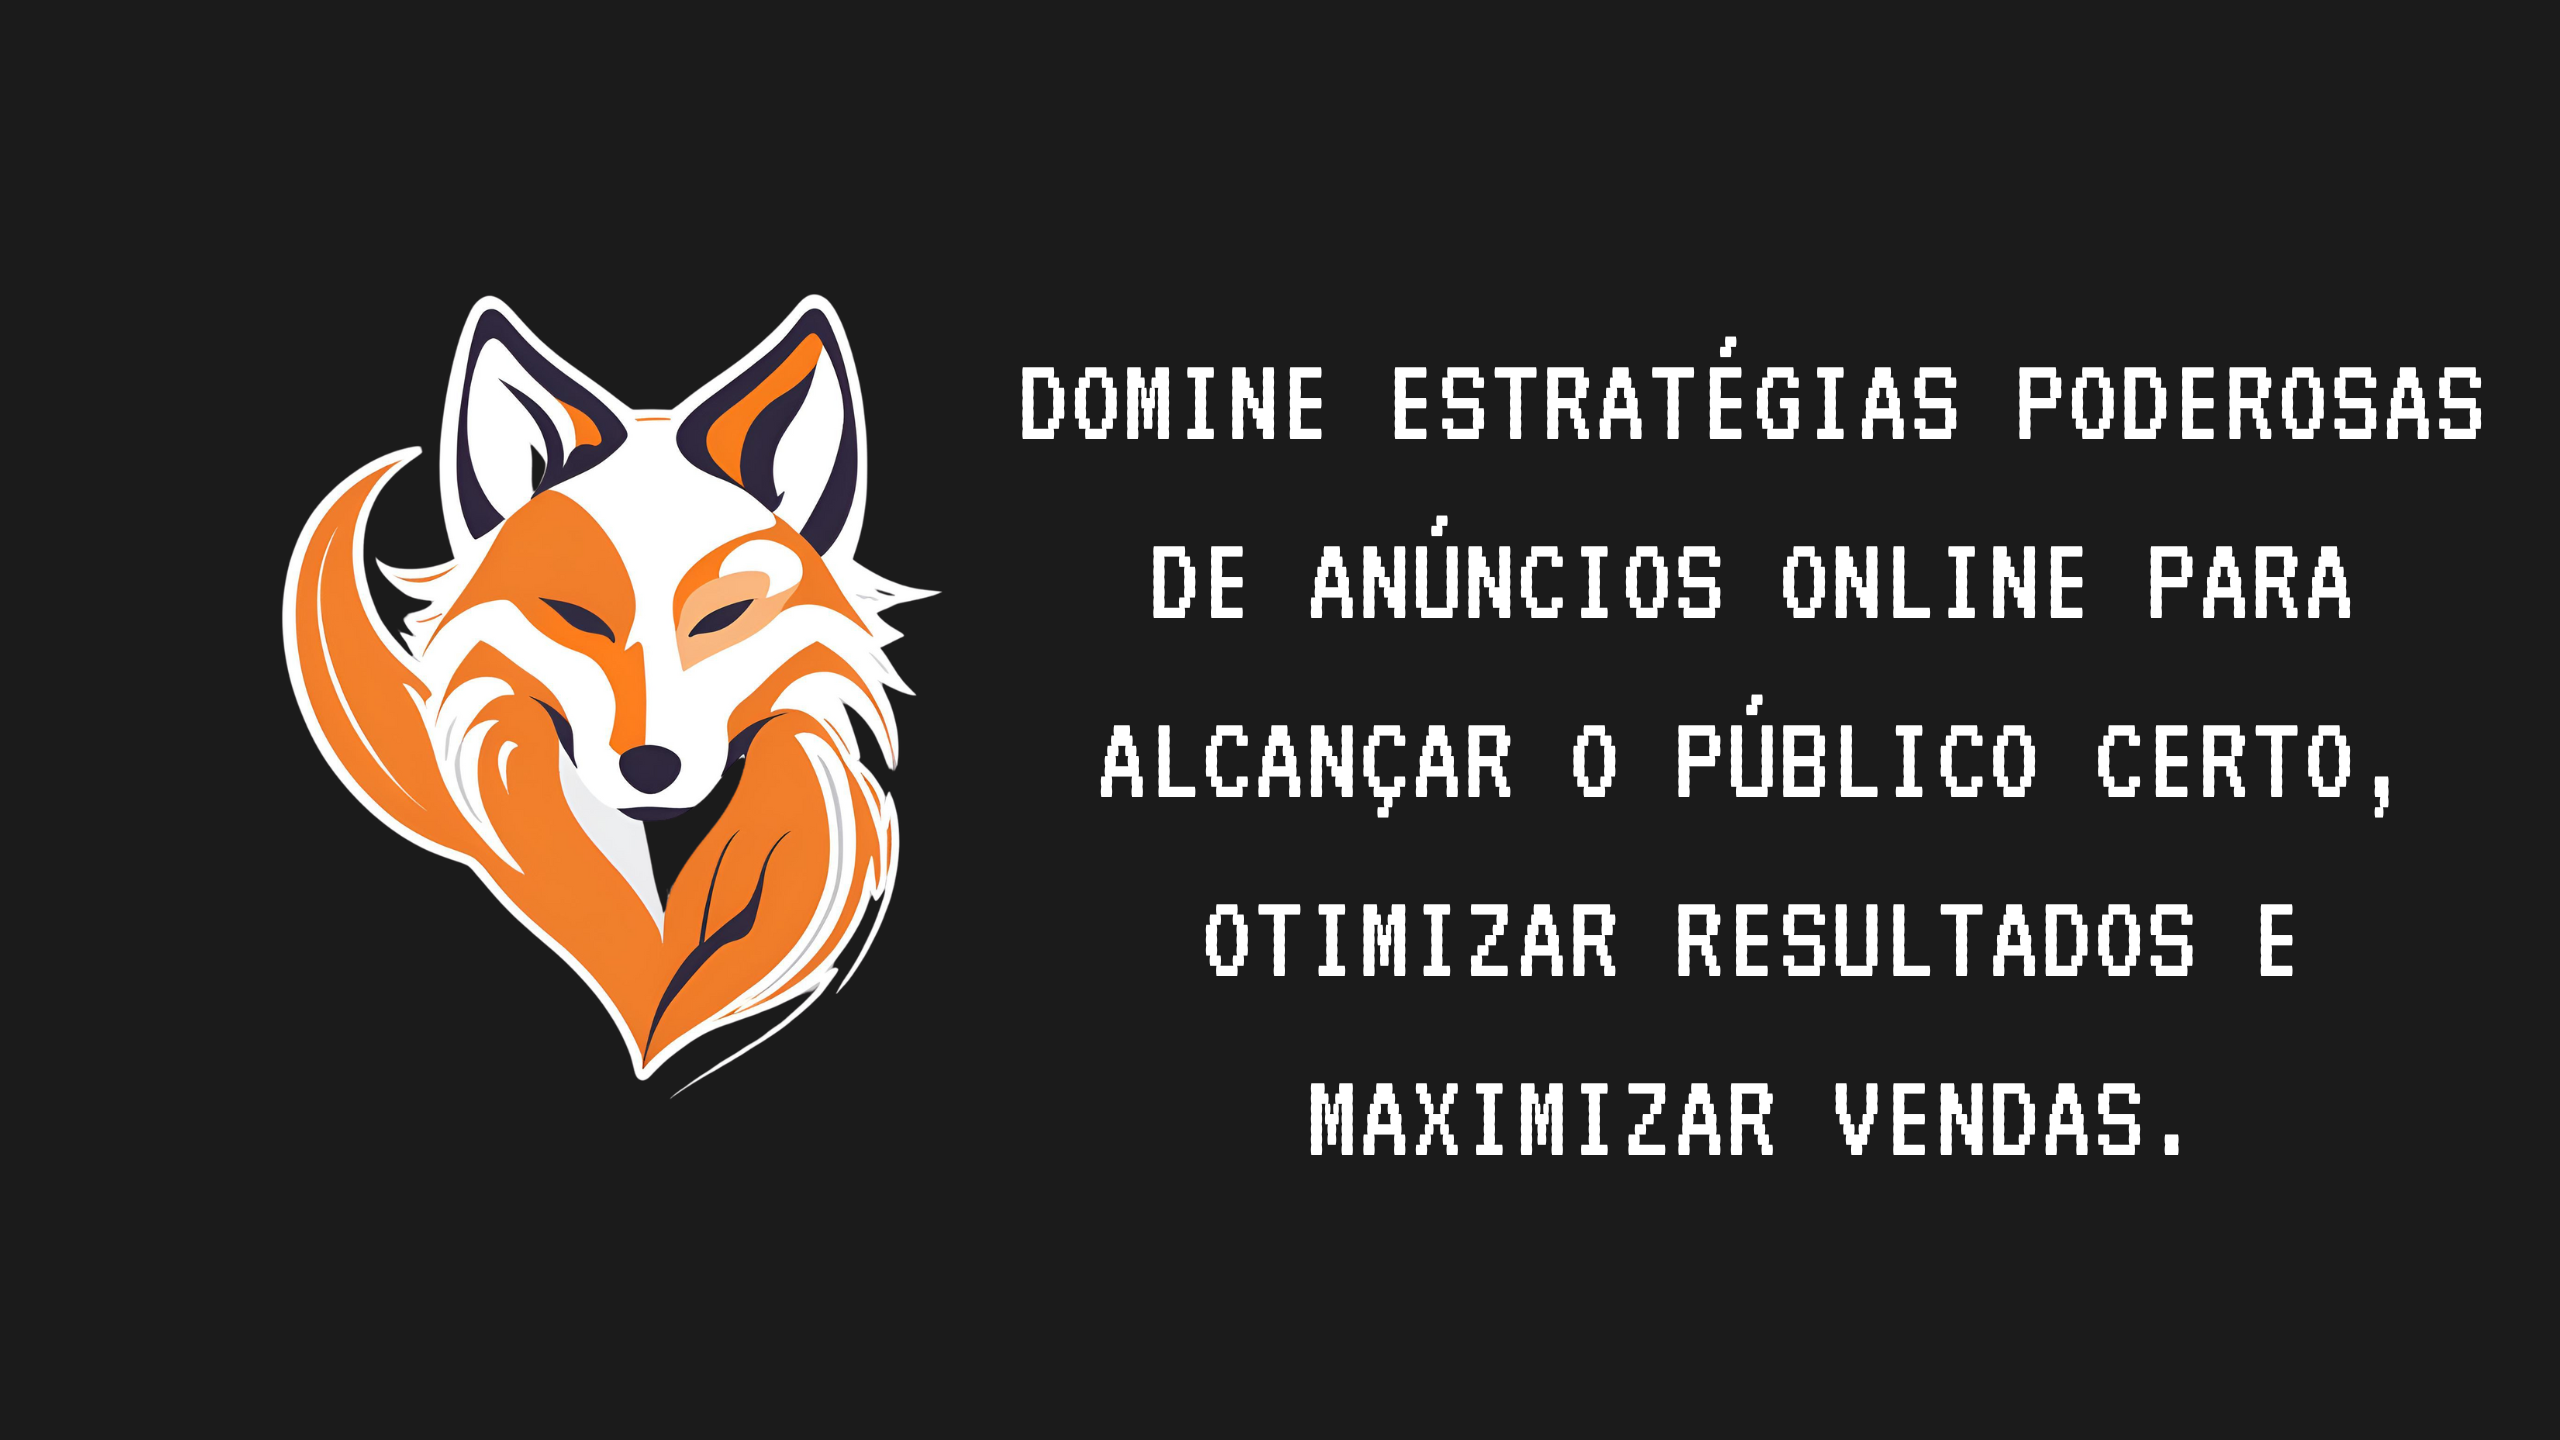 DOMINE ESTRATÉGIAS PODEROSAS
DE ANÚNCIOS ONLINE PARA
ALCANÇAR O PÚBLICO CERTO,
OTIMIZAR RESULTADOS E
MAXIMIZAR VENDAS.